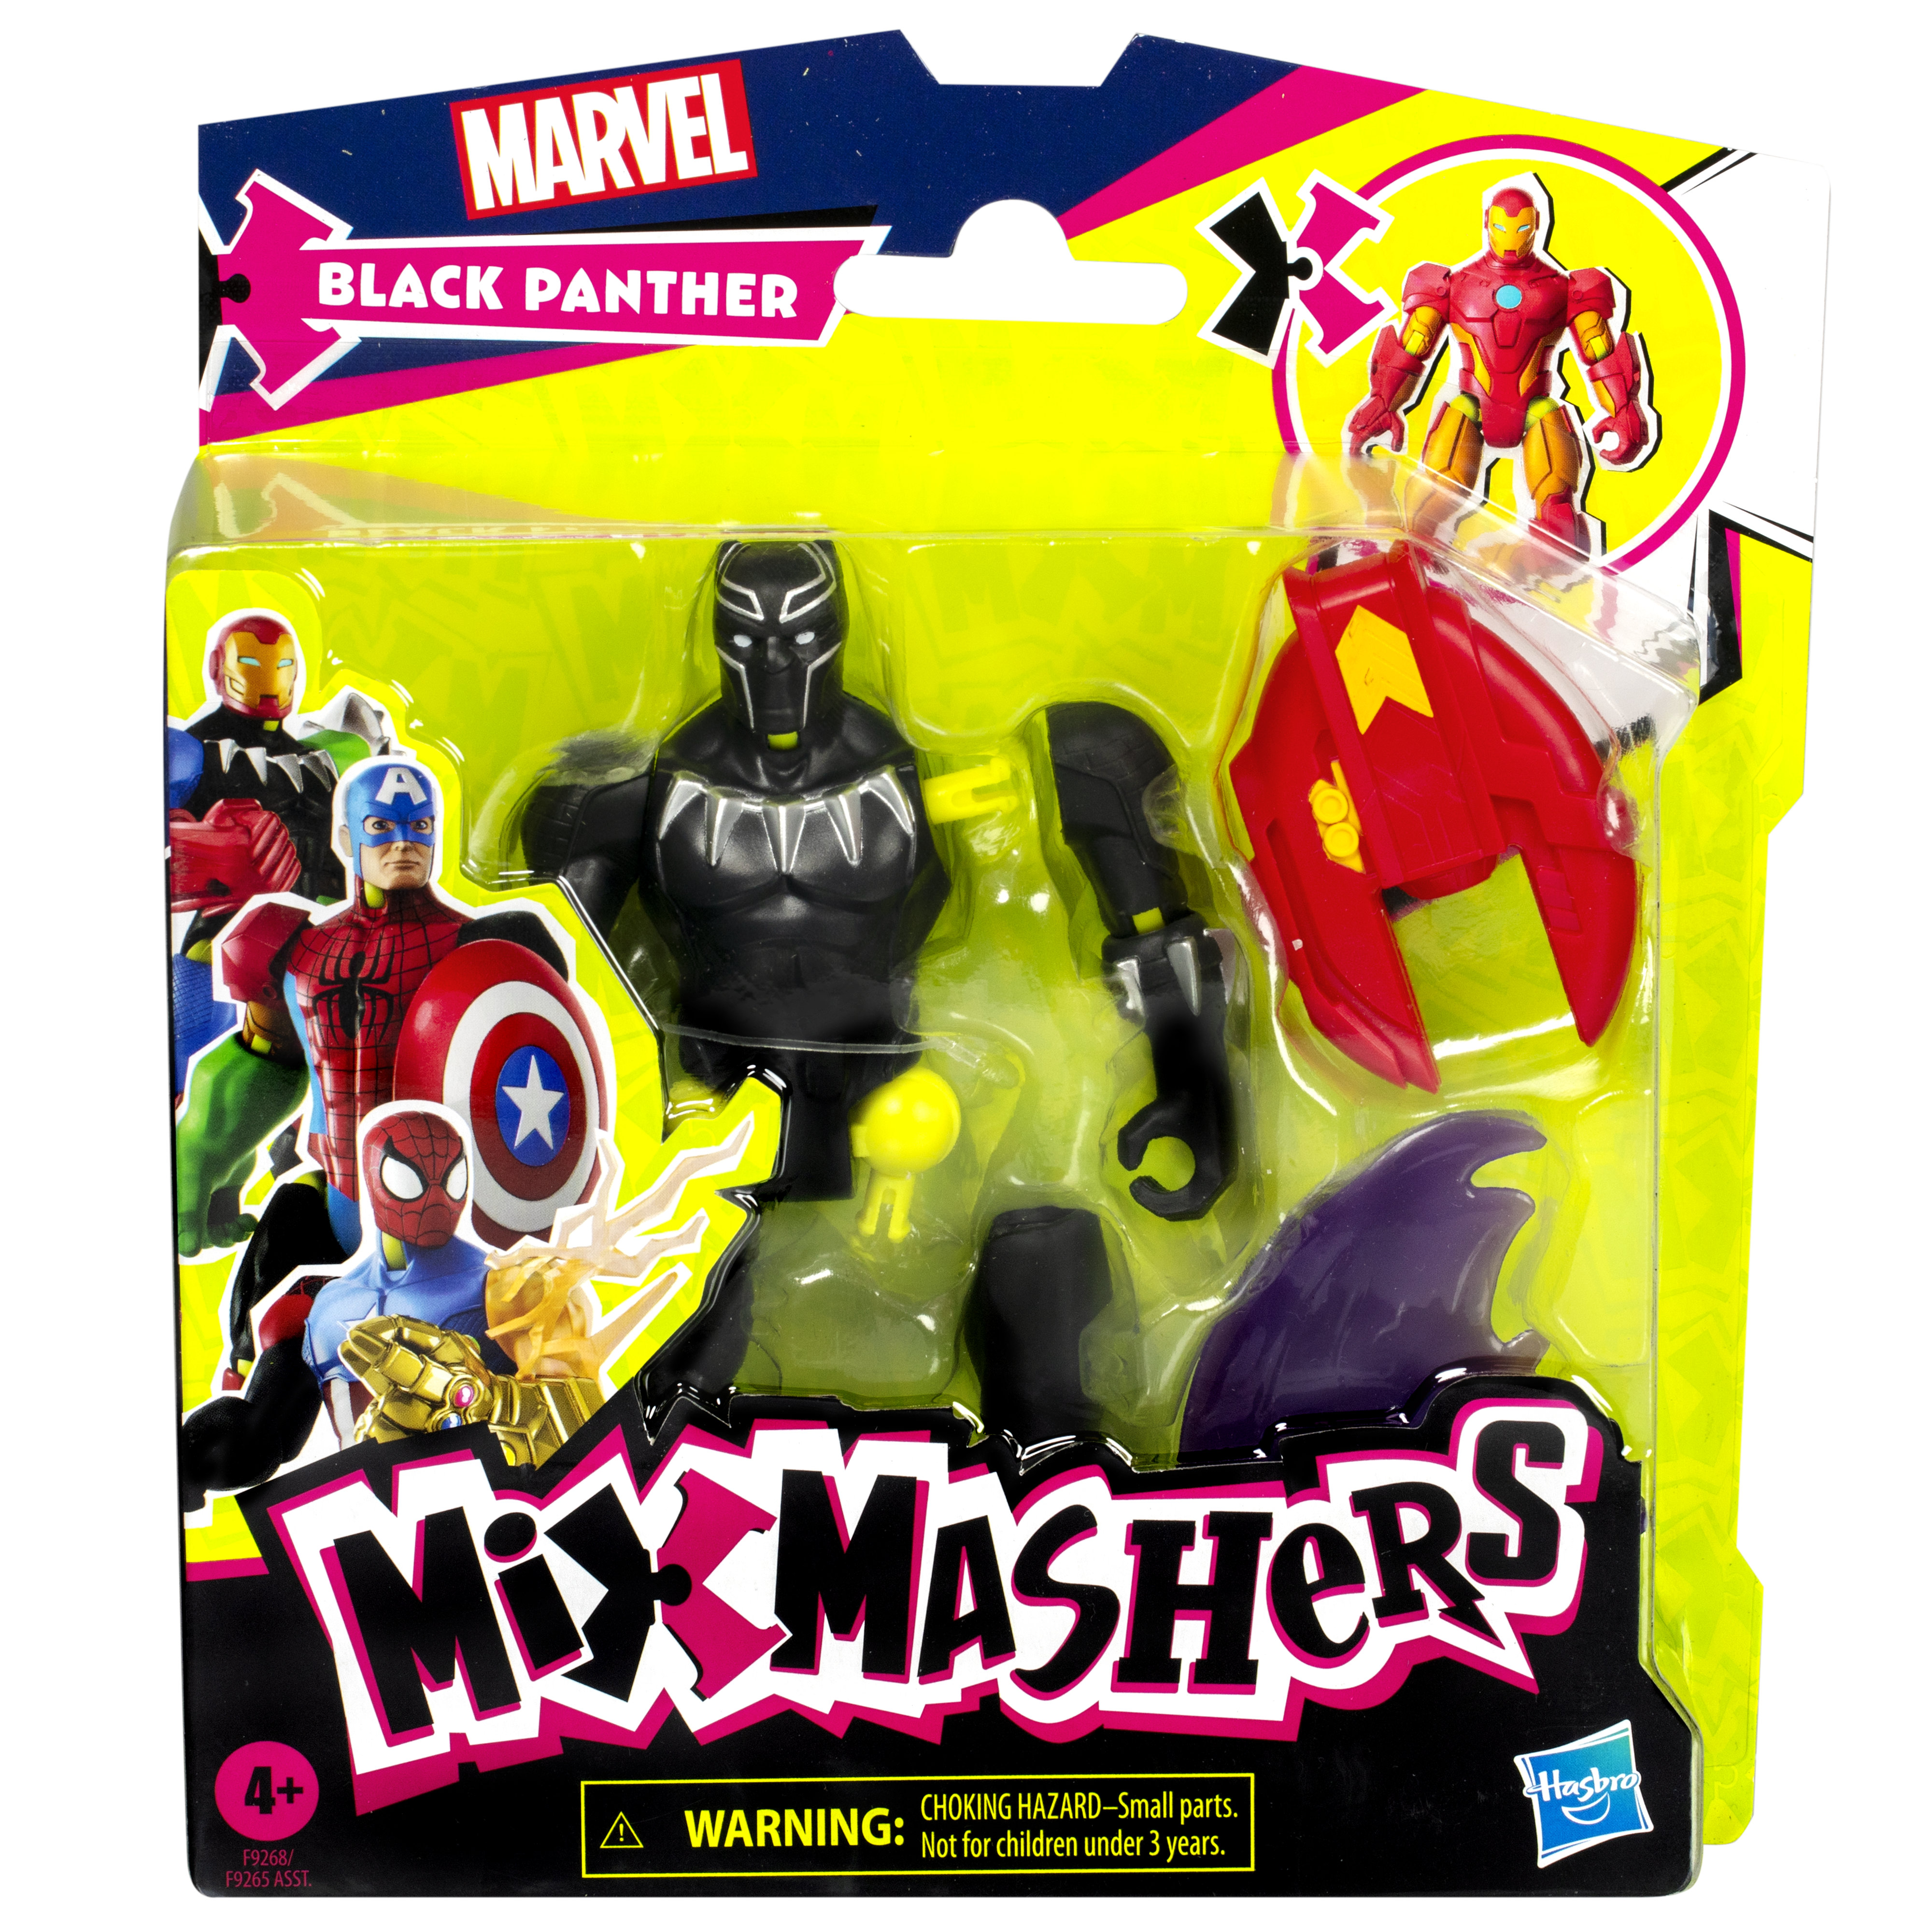 MARVEL
BLACK PANTHER
A
MiXMASHeRS
4+
F9268/
F9265 ASST.
WARNING:
CHOKING HAZARD–Small parts.
Not for children under 3 years.
Hasbro